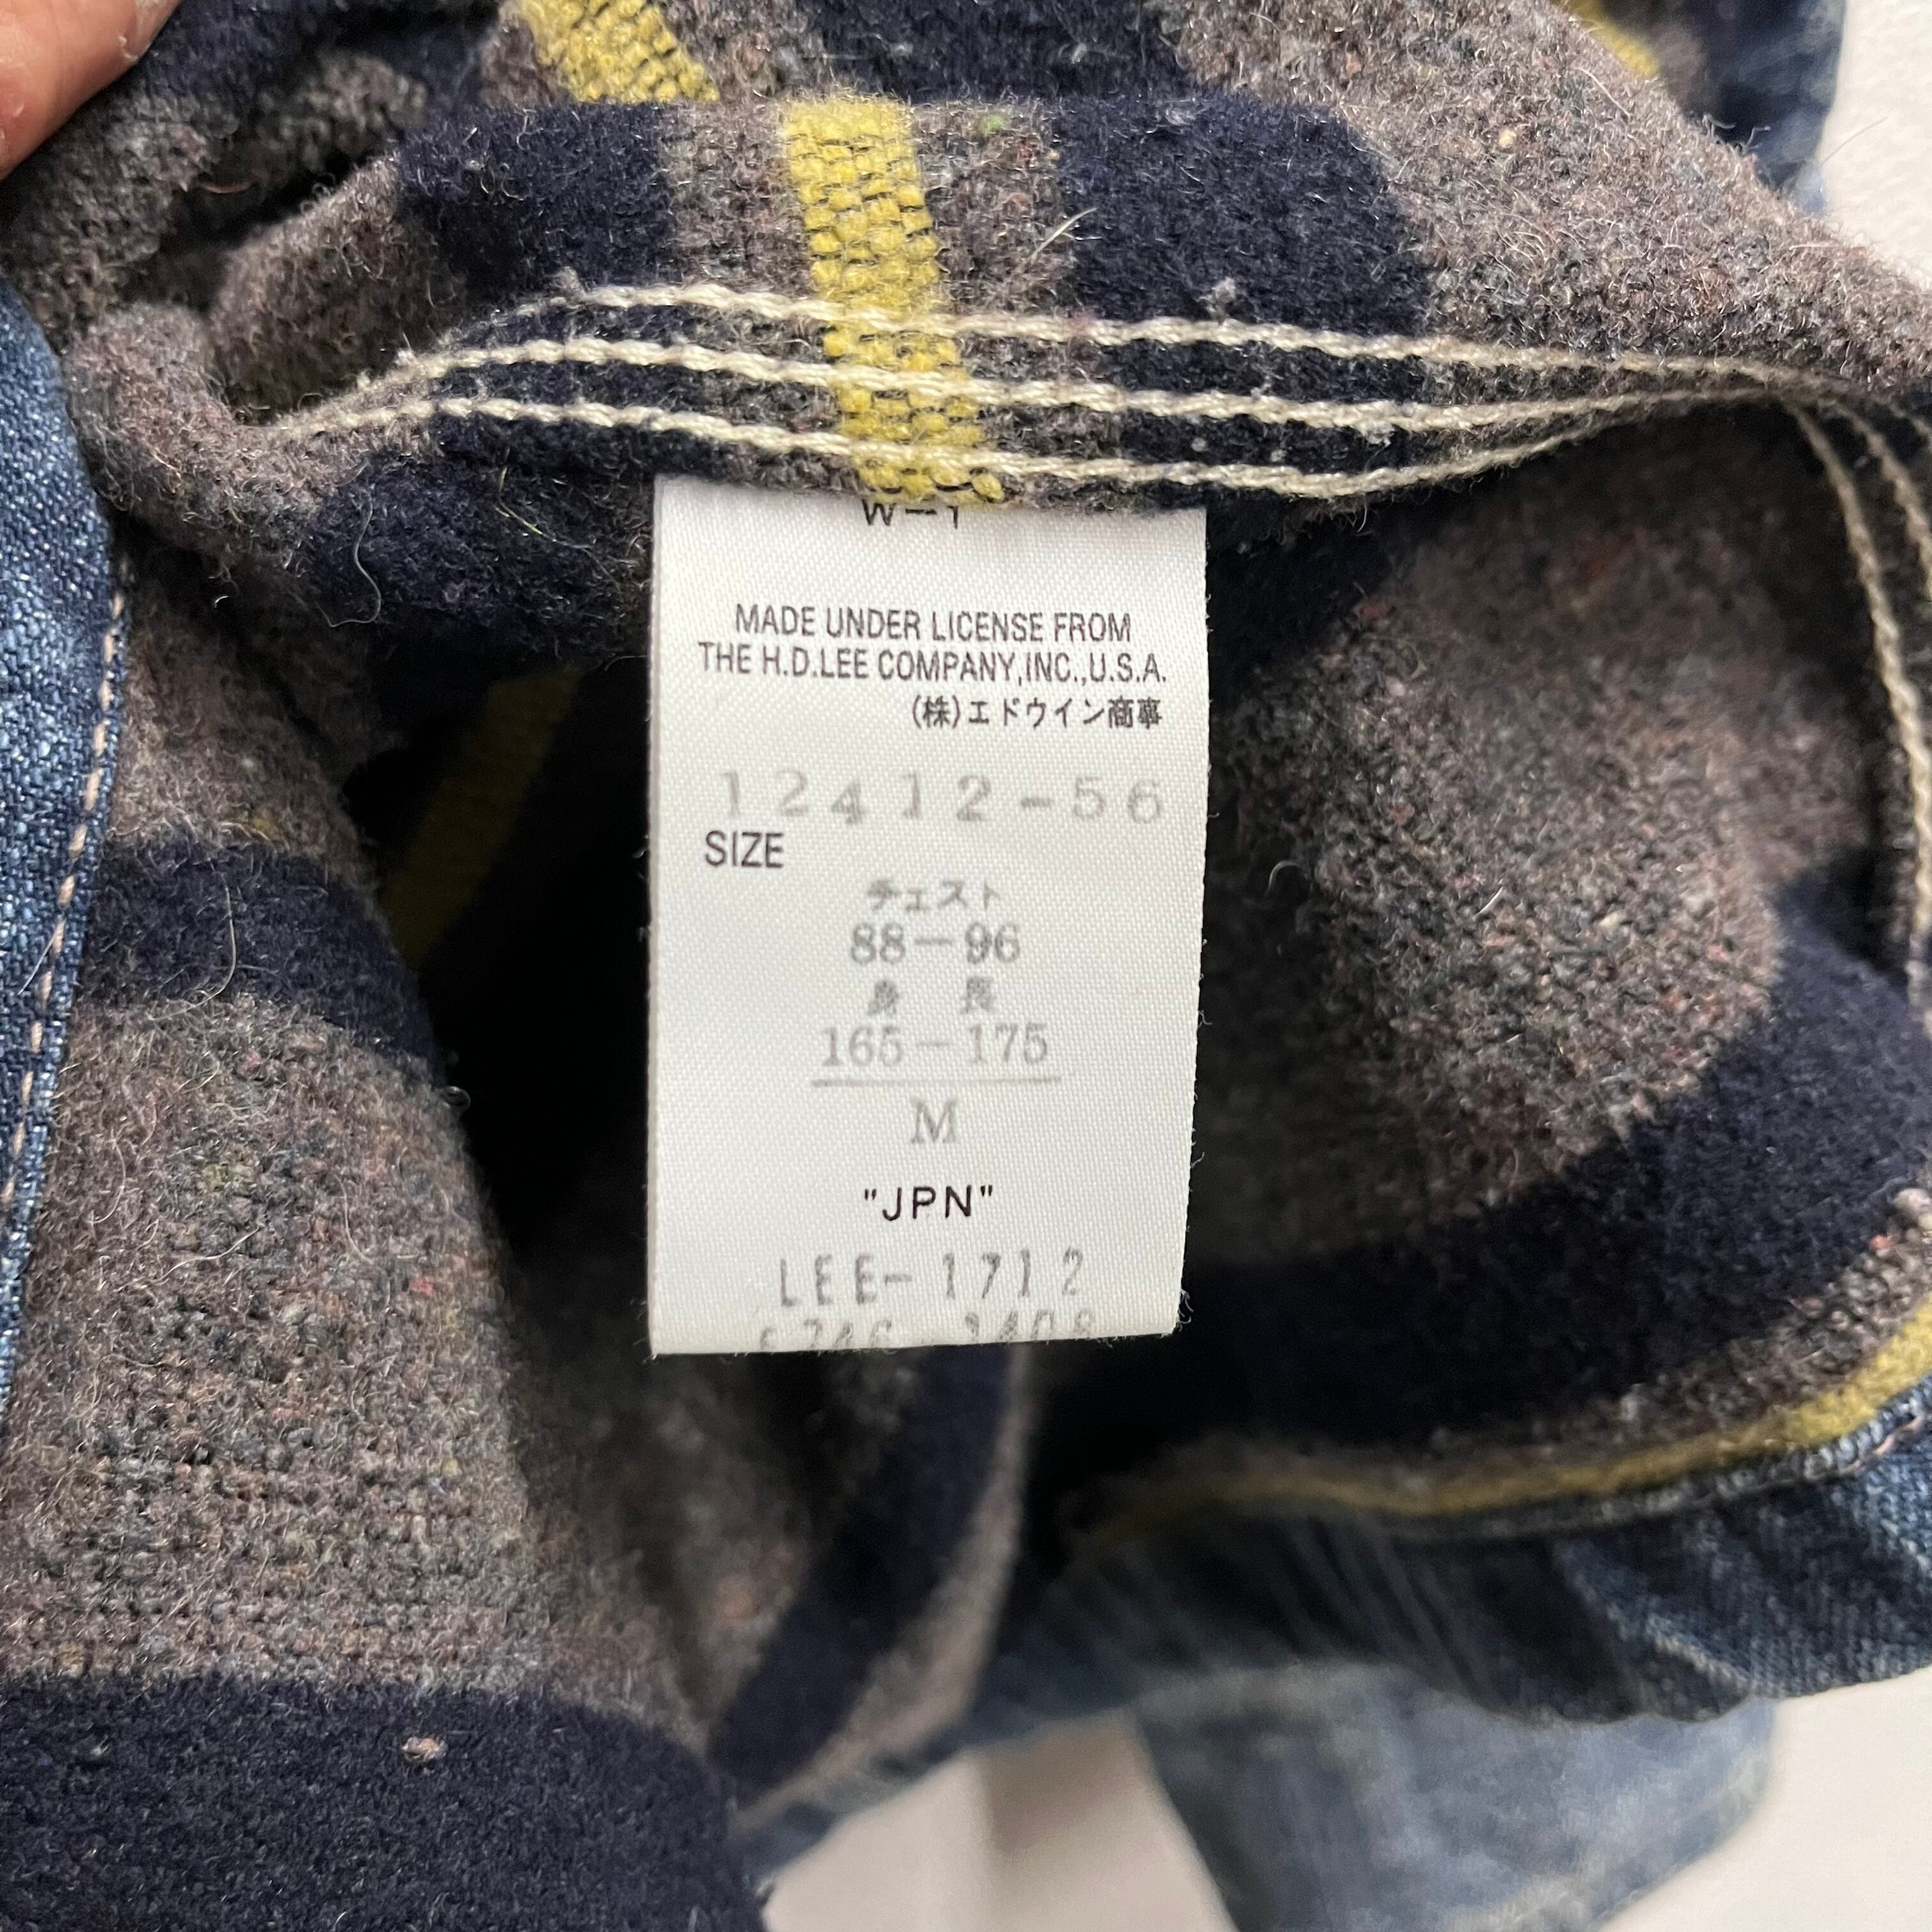 W-1
MADE UNDER LICENSE FROM
THE H.D.LEE COMPANY,INC.,U.S.A.
(株)エドウイン商事
12412-56
SIZE
チェスト
88-96
身 長
165-175
M
"JPN"
LEE-1712